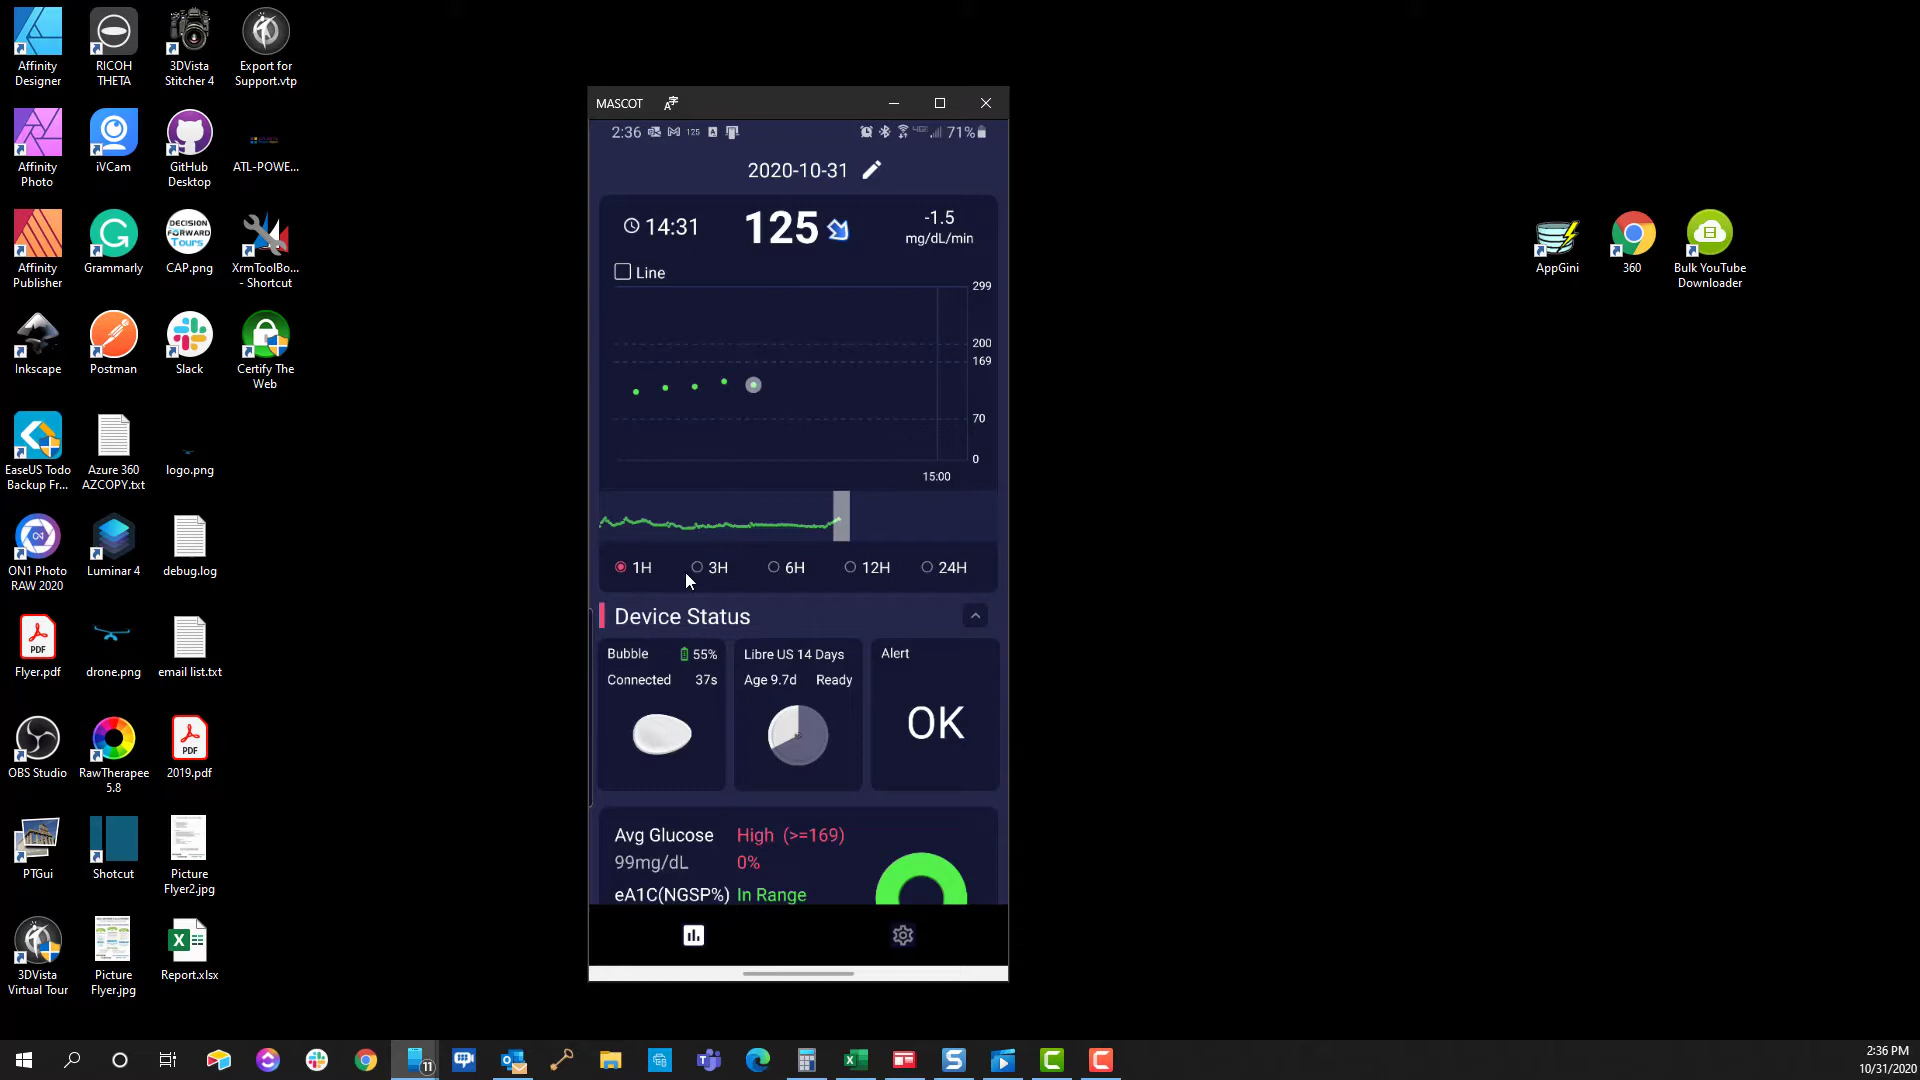 Affinity
Designer
RICOH
THETA
3DVista
Stitcher 4
Export for
Support.vtp
Affinity
Photo
iVCam
GitHub
Desktop
ATL-POWE...
Affinity
Publisher
Grammarly
DECISION
FORWARD
Tours
CAP.png
XrmToolBo...
- Shortcut
Inkscape
Postman
Slack
Certify The
Web
EaseUS Todo
Backup Fr...
Azure 360
AZCOPY.txt
logo.png
ON1 Photo
RAW 2020
Luminar 4
debug.log
PDF
Flyer.pdf
drone.png
email list.txt
OBS Studio
RawTherapee
5.8
PDF
2019.pdf
PTGui
Shotcut
Picture
Flyer2.jpg
3DVista
Virtual Tour
Picture
Flyer.jpg
Report.xlsx
MASCOT
2:36 125 71%
2020-10-31
14:31 125 -1.5
mg/dL/min
Line
299
200
169
70
0
15:00
1H 3H 6H 12H 24H
Device Status
Bubble 55%
Connected 37s
Libre US 14 Days
Age 9.7d Ready
Alert
OK
Avg Glucose High (>=169)
99mg/dL 0%
eA1C(NGSP%) In Range
AppGini
360
Bulk YouTube
Downloader
11
2:36 PM
10/31/2020